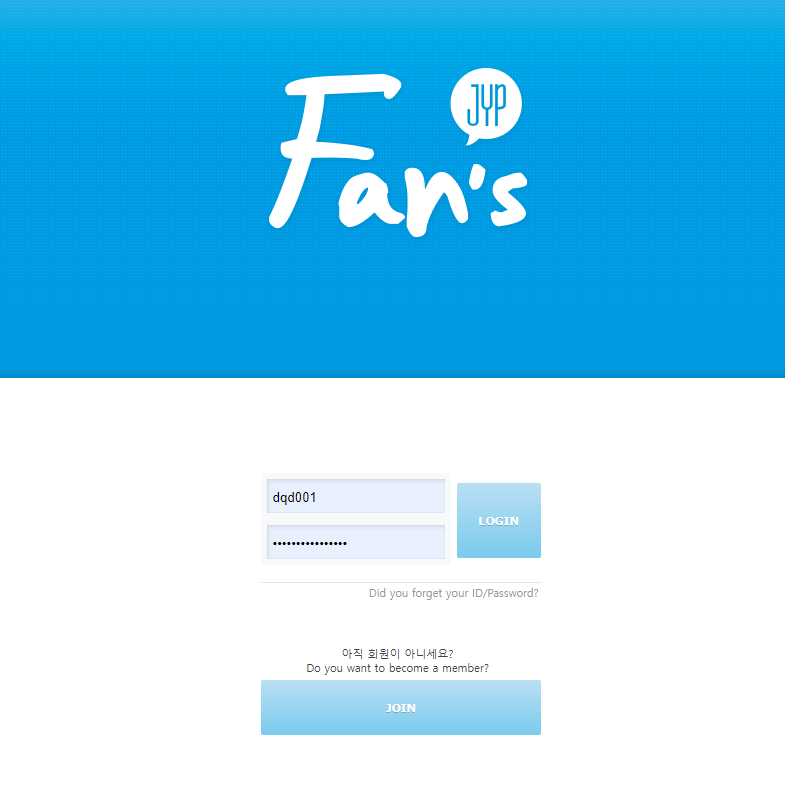 JYP
Fan's
dqd001
••••••••••••••••
LOGIN
Did you forget your ID/Password?
아직 회원이 아니세요?
Do you want to become a member?
JOIN